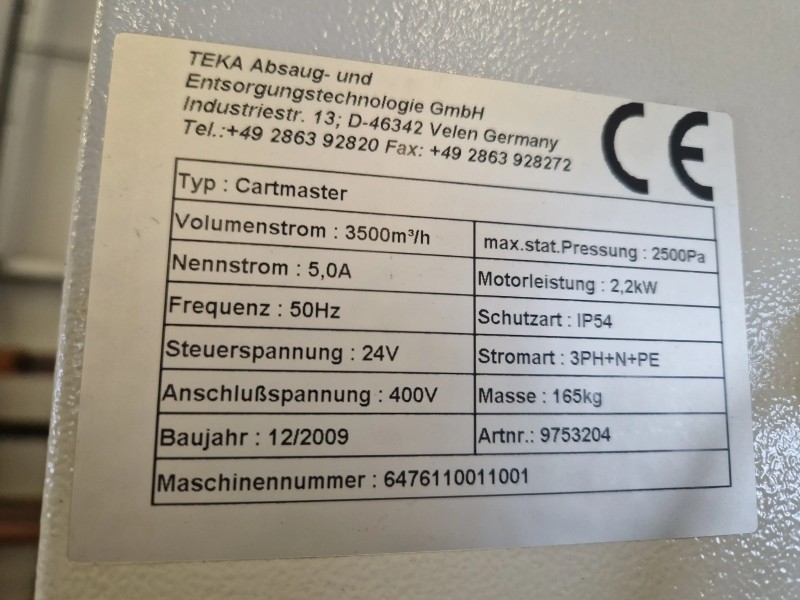 TEKA Absaug- und
Entsorgungstechnologie GmbH
Industriestr. 13; D-46342 Velen Germany
Tel.:+49 2863 92820 Fax: +49 2863 928272
CE
Typ : Cartmaster
Volumenstrom : 3500m³/h
max.stat.Pressung : 2500Pa
Nennstrom : 5,0A
Motorleistung : 2,2kW
Frequenz : 50Hz
Schutzart : IP54
Steuerspannung : 24V
Stromart : 3PH+N+PE
Anschlußspannung : 400V
Masse : 165kg
Baujahr : 12/2009
Artnr.: 9753204
Maschinennummer : 6476110011001